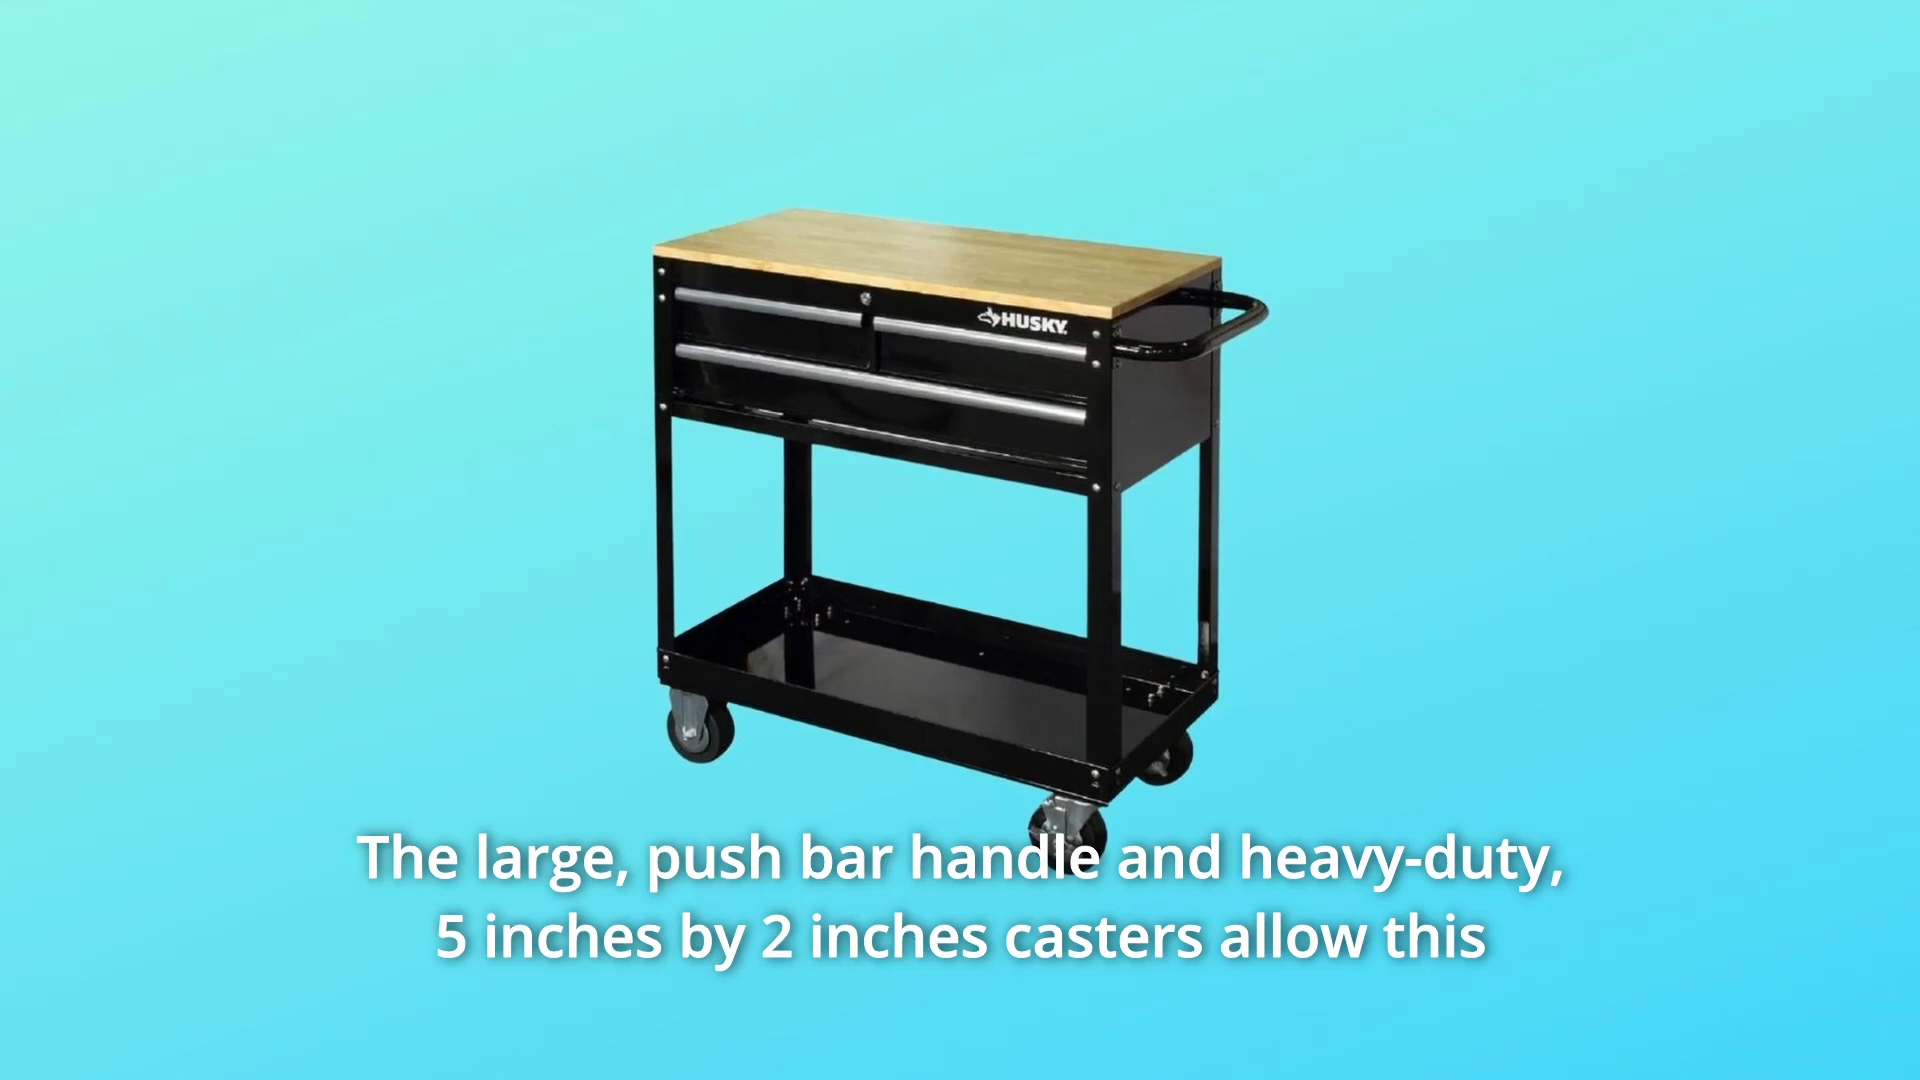 HUSKY
The large, push bar handle and heavy-duty,
5 inches by 2 inches casters allow this